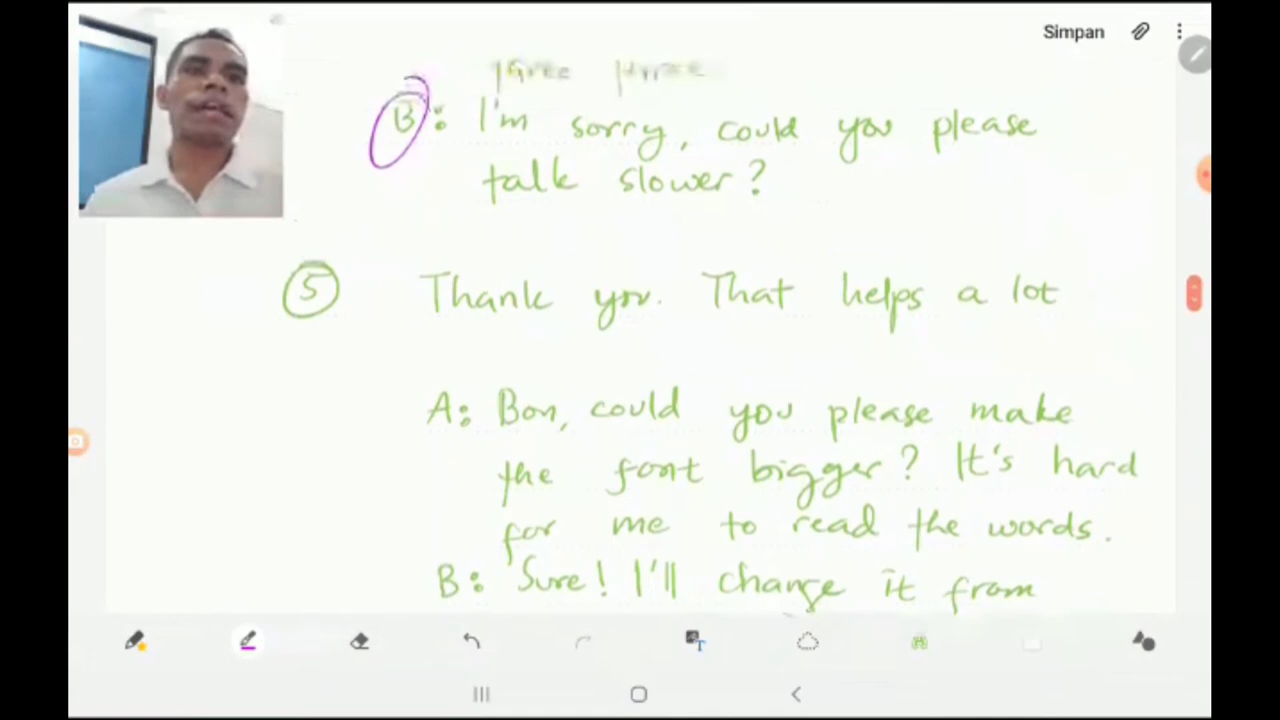 Simpan
B: I'm sorry, could you please
talk slower?
5 Thank you. That helps a lot
A: Bon, could you please make
the font bigger? It's hard
for me to read the words.
B: Sure! I'll change it from